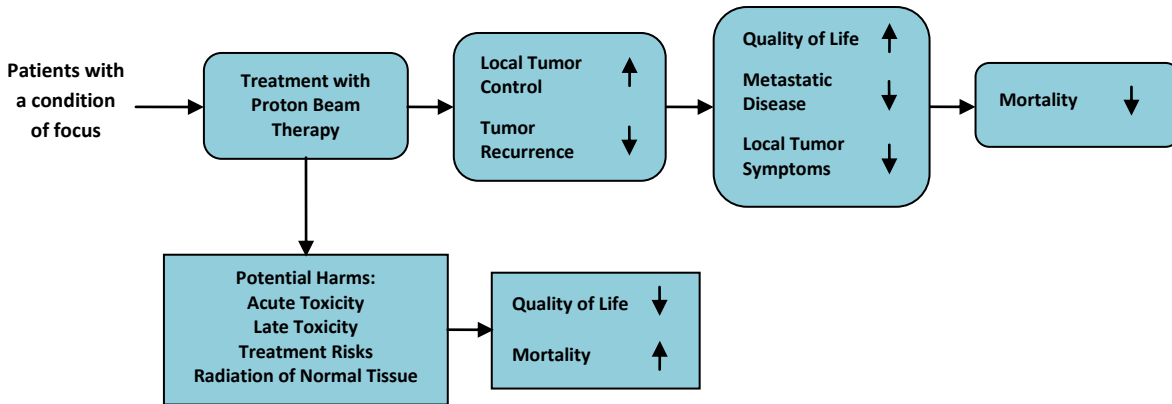 Patients with
a condition
of focus
Treatment with
Proton Beam
Therapy
Local Tumor
Control
Tumor
Recurrence
Quality of Life
Metastatic
Disease
Local Tumor
Symptoms
Mortality
Potential Harms:
Acute Toxicity
Late Toxicity
Treatment Risks
Radiation of Normal Tissue
Quality of Life
Mortality